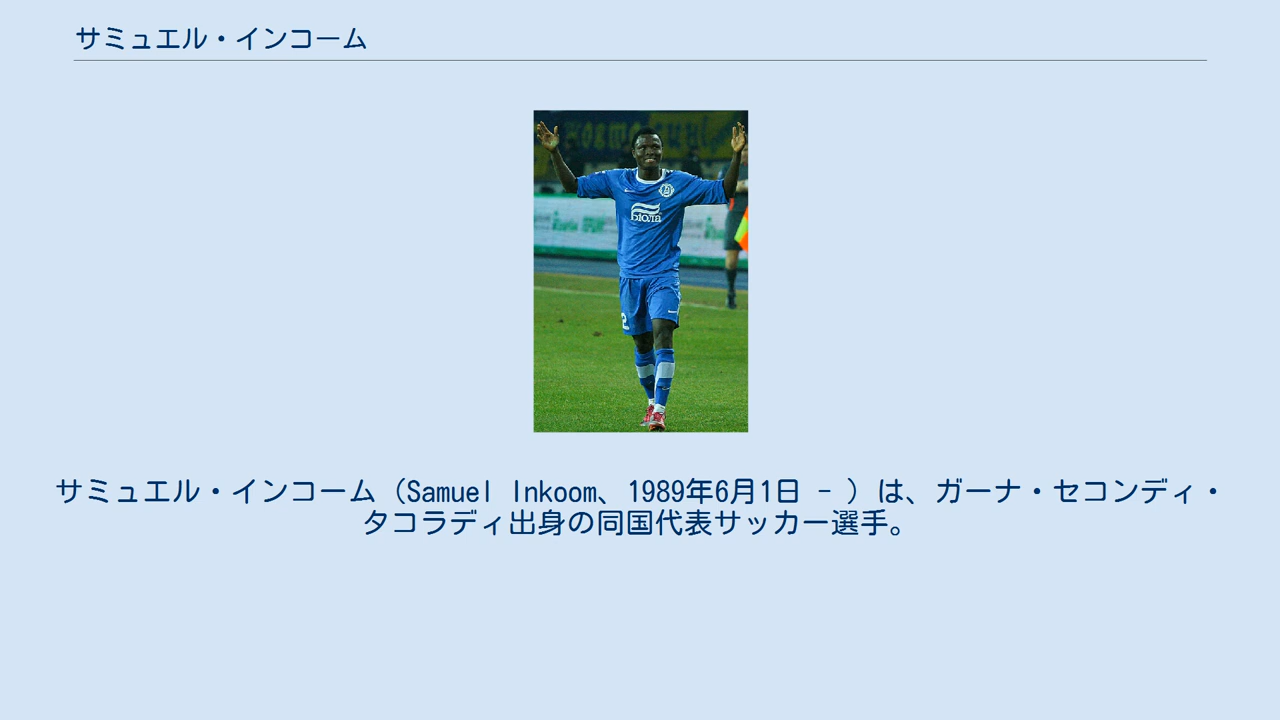 サミュエル・インコーム
Бюла
2
サミュエル・インコーム（Samuel Inkoom、1989年6月1日 - ）は、ガーナ・セコンディ・
タコラディ出身の同国代表サッカー選手。